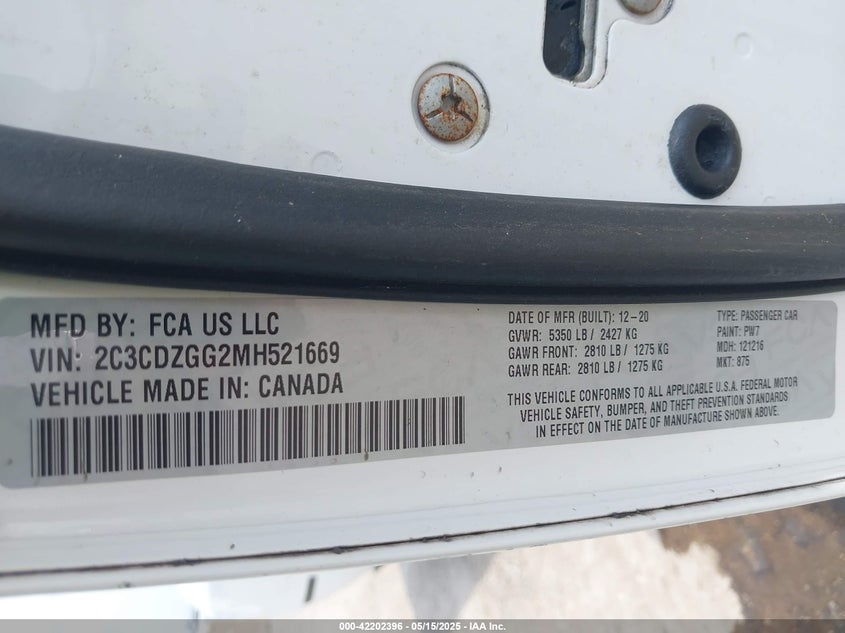 MFD BY: FCA US LLC
VIN: 2C3CDZGG2MH521669
VEHICLE MADE IN: CANADA
DATE OF MFR (BUILT): 12-20
GVWR: 5350 LB / 2427 KG
GAWR FRONT: 2810 LB / 1275 KG
GAWR REAR: 2810 LB / 1275 KG
TYPE: PASSENGER CAR
PAINT: PW7
MDH: 121216
MKT: 875
THIS VEHICLE CONFORMS TO ALL APPLICABLE U.S.A. FEDERAL MOTOR
VEHICLE SAFETY, BUMPER, AND THEFT PREVENTION STANDARDS
IN EFFECT ON THE DATE OF MANUFACTURE SHOWN ABOVE.
000-42202396 - 05/15/2025 - IAA Inc.